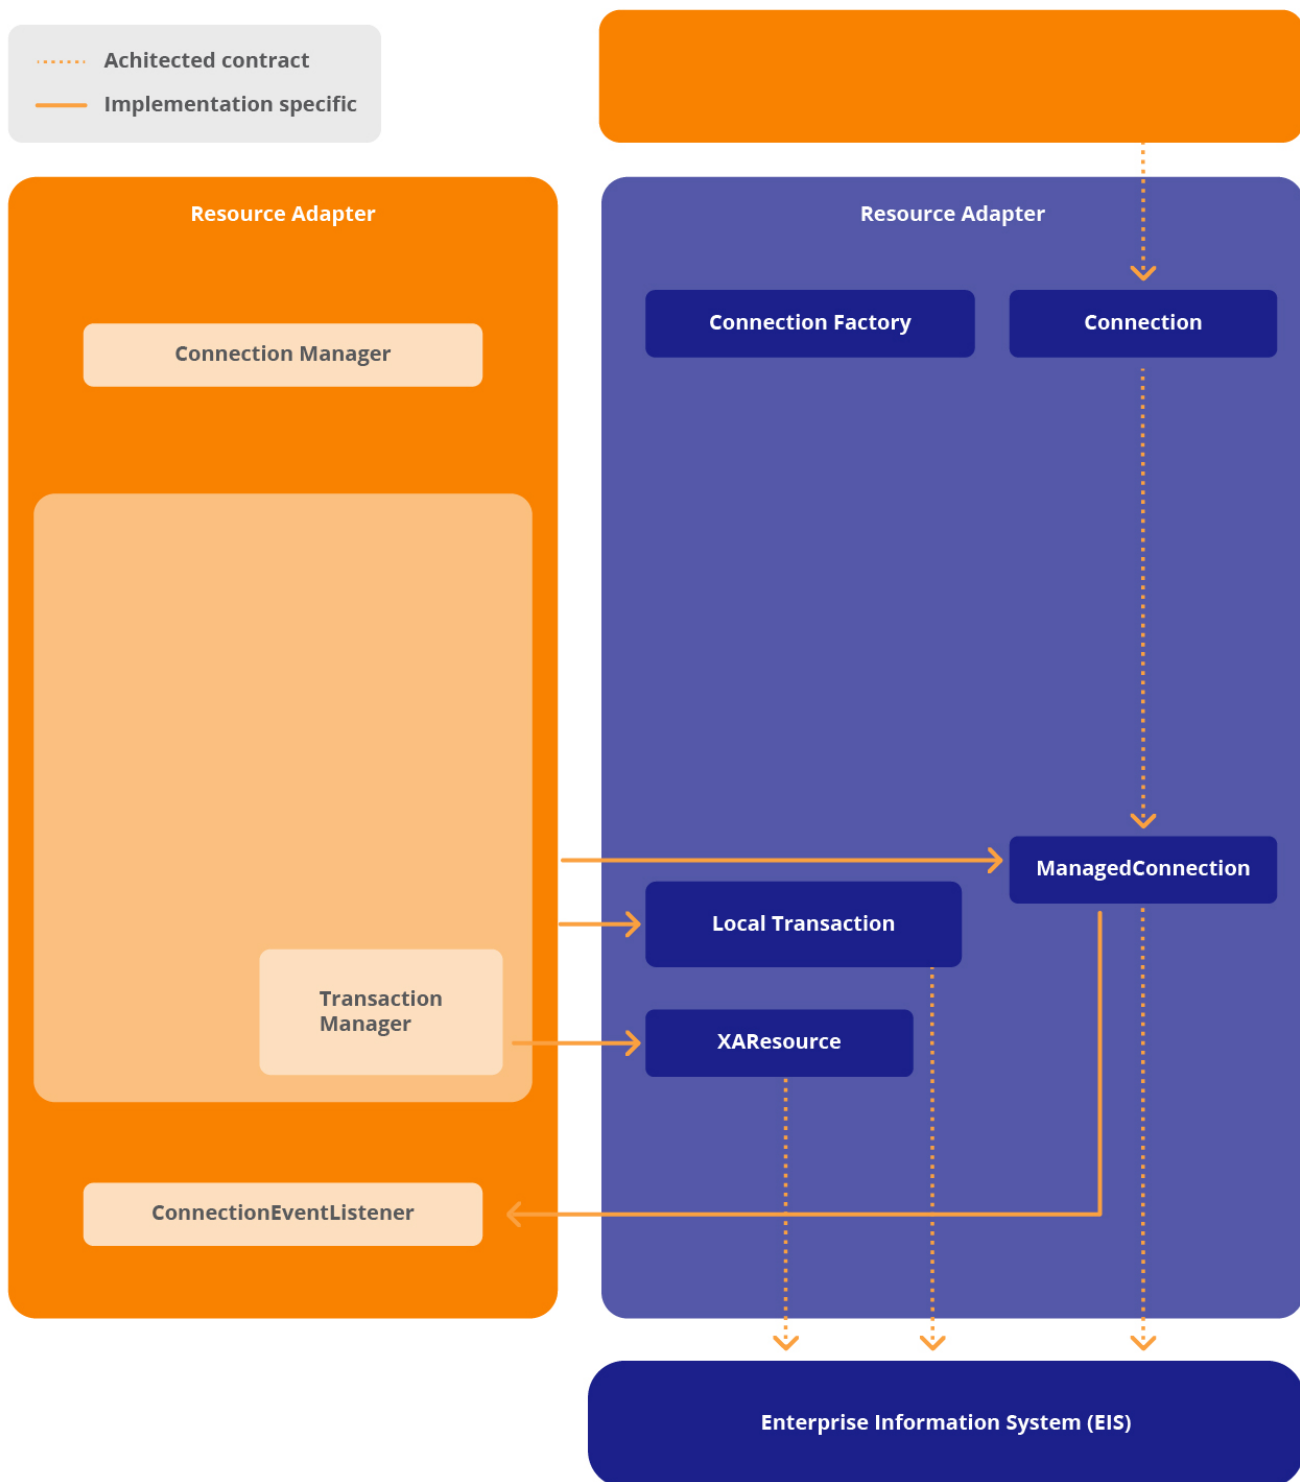 Achitected contract
Implementation specific
Resource Adapter
Connection Manager
Transaction
Manager
ConnectionEventListener
Resource Adapter
Connection Factory
Connection
ManagedConnection
Local Transaction
XAResource
Enterprise Information System (EIS)